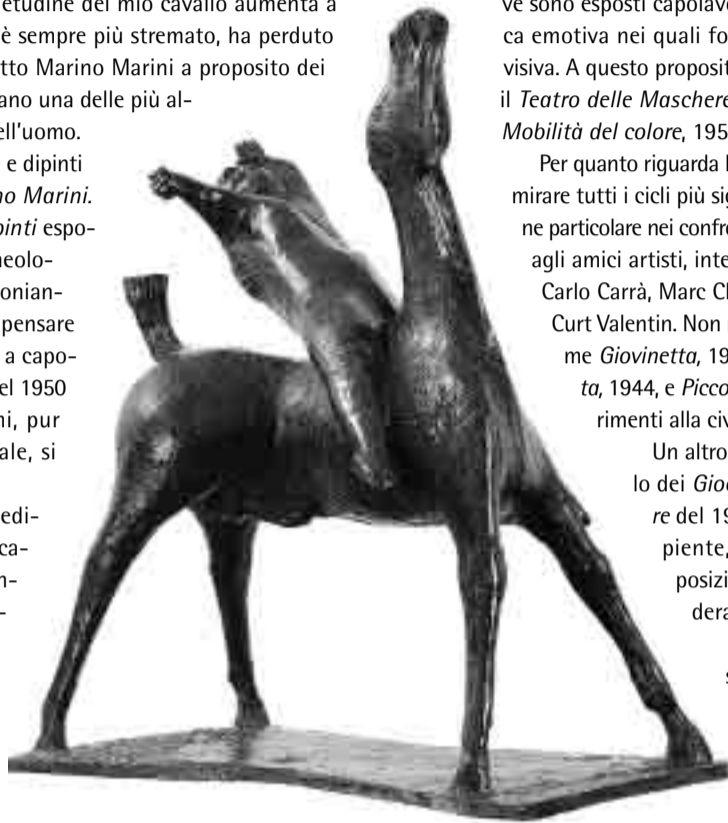 etudine del mio cavallo aumenta a
è sempre più stremato, ha perduto
tto Marino Marini a proposito dei
ano una delle più al-
ell'uomo.
e dipinti
no Marini.
pinti espo-
neolo-
onian-
pensare
a capo-
el 1950
ni, pur
ale, si
edi-
ca-
n-
-
ve sono esposti capolavo
ca emotiva nei quali fo
visiva. A questo proposit
il Teatro delle Maschere
Mobilità del colore, 195
Per quanto riguarda l
mirare tutti i cicli più sig
ne particolare nei confro
agli amici artisti, inte
Carlo Carrà, Marc Ch
Curt Valentin. Non
me Giovinetta, 19
ta, 1944, e Picco
rimenti alla civ
Un altro
lo dei Gioc
re del 19
piente,
posizi
dera
s